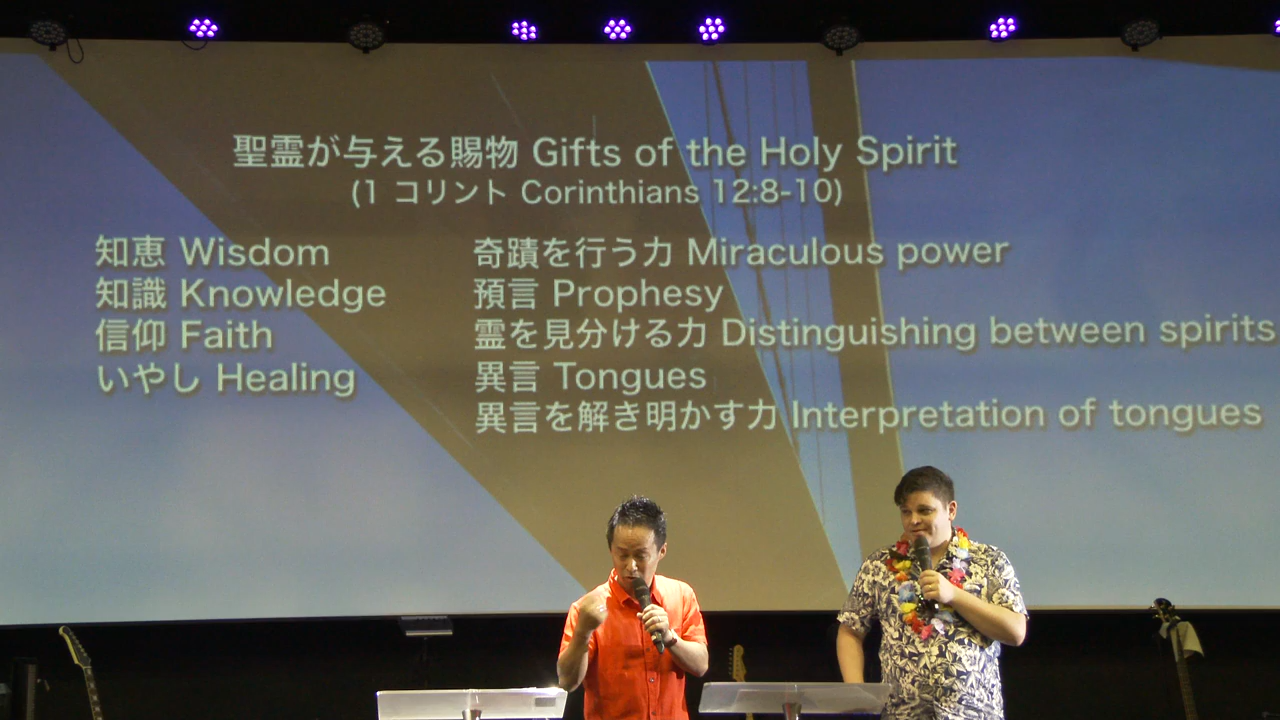 聖霊が与える賜物 Gifts of the Holy Spirit
(1 コリント Corinthians 12:8-10)
知恵 Wisdom
知識 Knowledge
信仰 Faith
いやし Healing
奇蹟を行う力 Miraculous power
預言 Prophesy
霊を見分ける力 Distinguishing between spirits
異言 Tongues
異言を解き明かす力 Interpretation of tongues